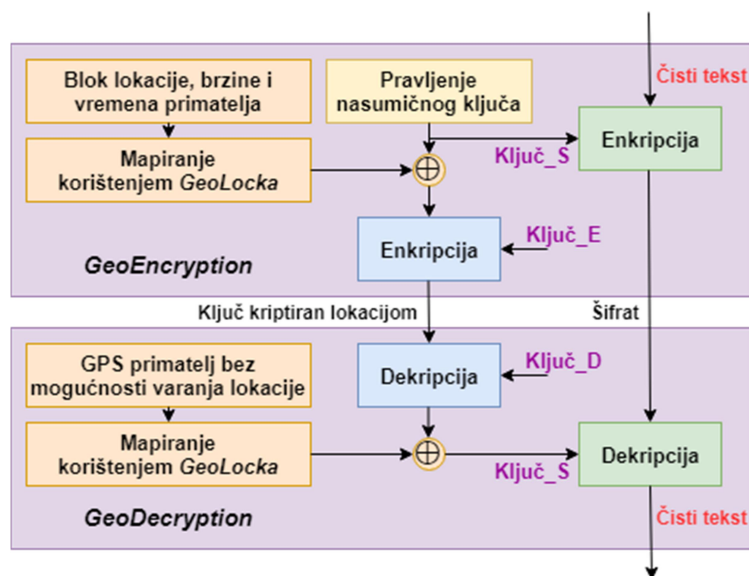 Blok lokacije, brzine i
vremena primatelja
Pravljenje
nasumičnog ključa
Čisti tekst
Mapiranje
korištenjem GeoLocka
Ključ_S
Enkripcija
Enkripcija
Ključ_E
GeoEncryption
Ključ kriptiran lokacijom
Šifrat
GPS primatelj bez
mogućnosti varanja lokacije
Dekripcija
Ključ_D
Mapiranje
korištenjem GeoLocka
Ključ_S
Dekripcija
GeoDecryption
Čisti tekst